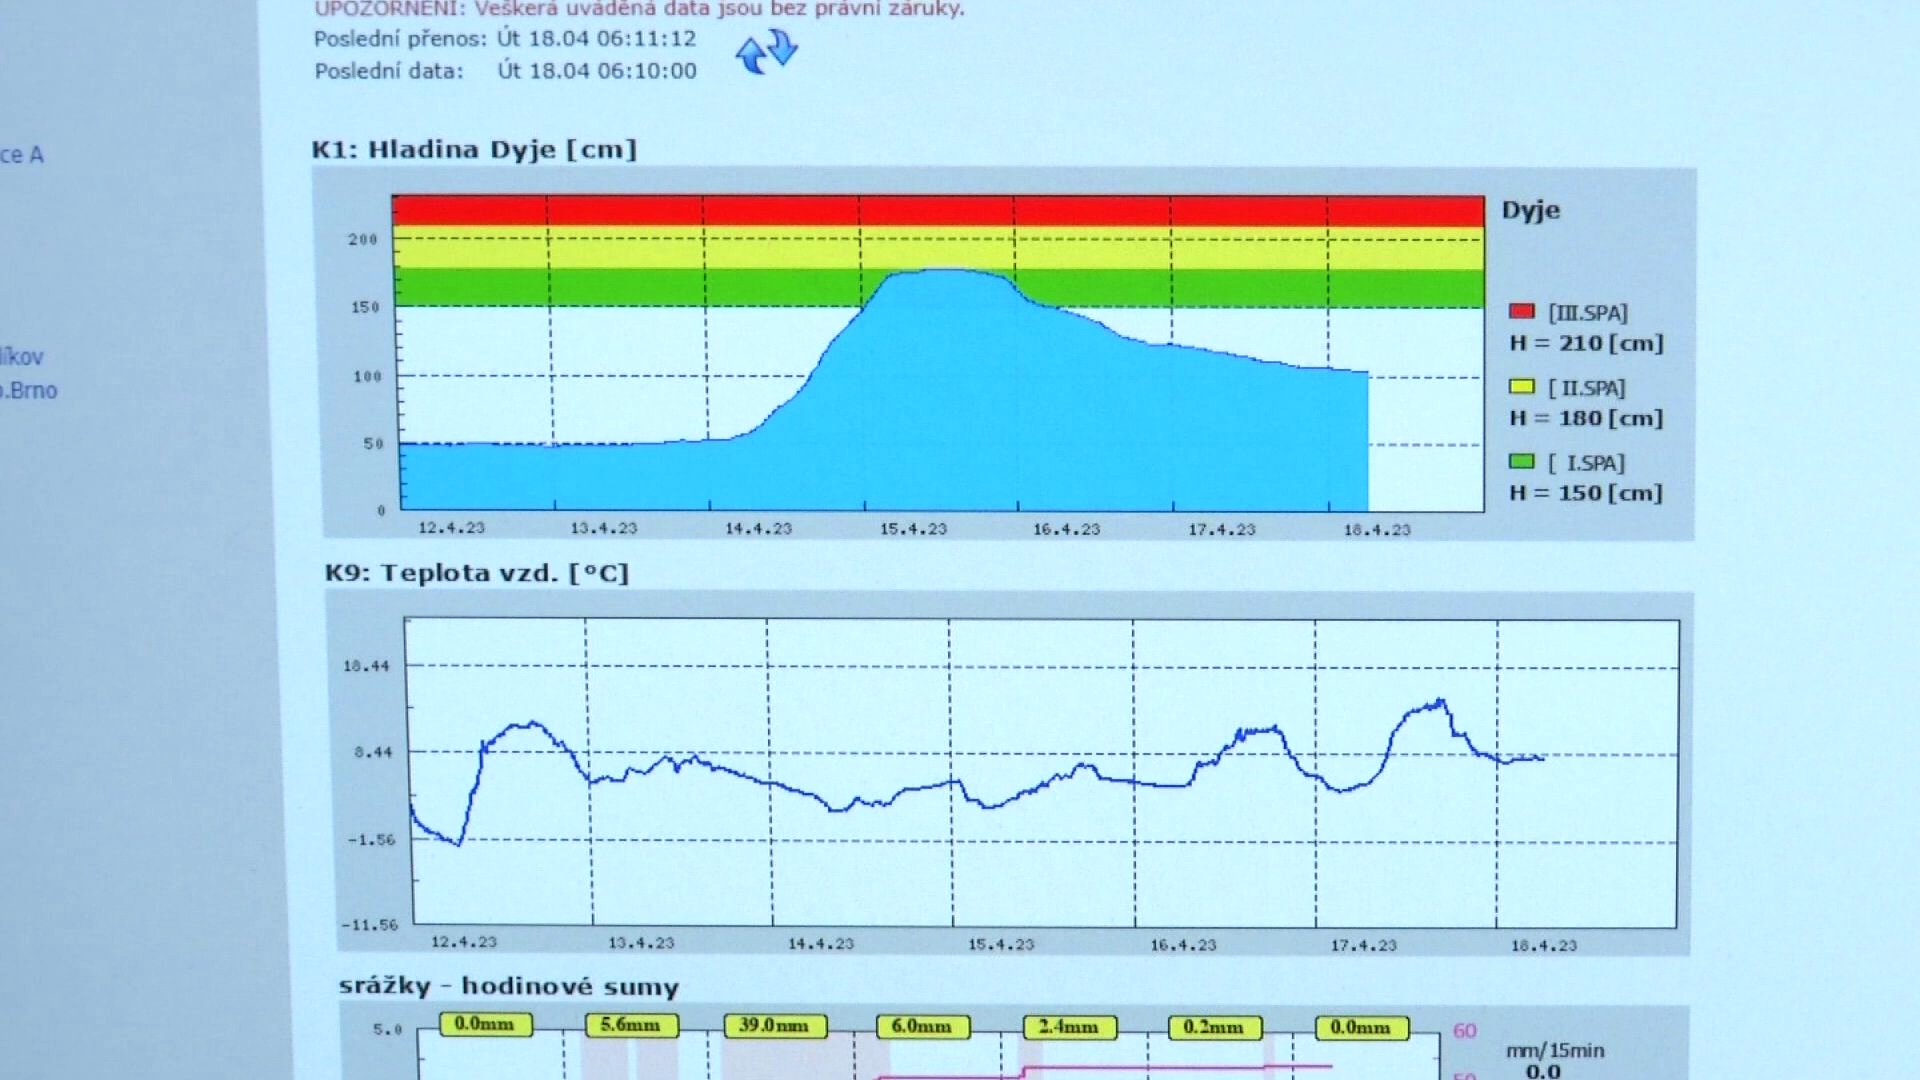 UPOZORNĚNÍ: Veškerá uváděná data jsou bez právní záruky.
Poslední přenos: Út 18.04 06:11:12
Poslední data: Út 18.04 06:10:00
ce A
líkov
.Brno
K1: Hladina Dyje [cm]
200
150
100
50
0
12.4.23 13.4.23 14.4.23 15.4.23 16.4.23 17.4.23 18.4.23
Dyje
[III.SPA]
H = 210 [cm]
[ II.SPA]
H = 180 [cm]
[ I.SPA]
H = 150 [cm]
K9: Teplota vzd. [°C]
18.44
8.44
-1.56
-11.56
12.4.23 13.4.23 14.4.23 15.4.23 16.4.23 17.4.23 18.4.23
srážky - hodinové sumy
5.0
0.0mm 5.6mm 39.0mm 6.0mm 2.4mm 0.2mm 0.0mm
60
mm/15min
0.0
50